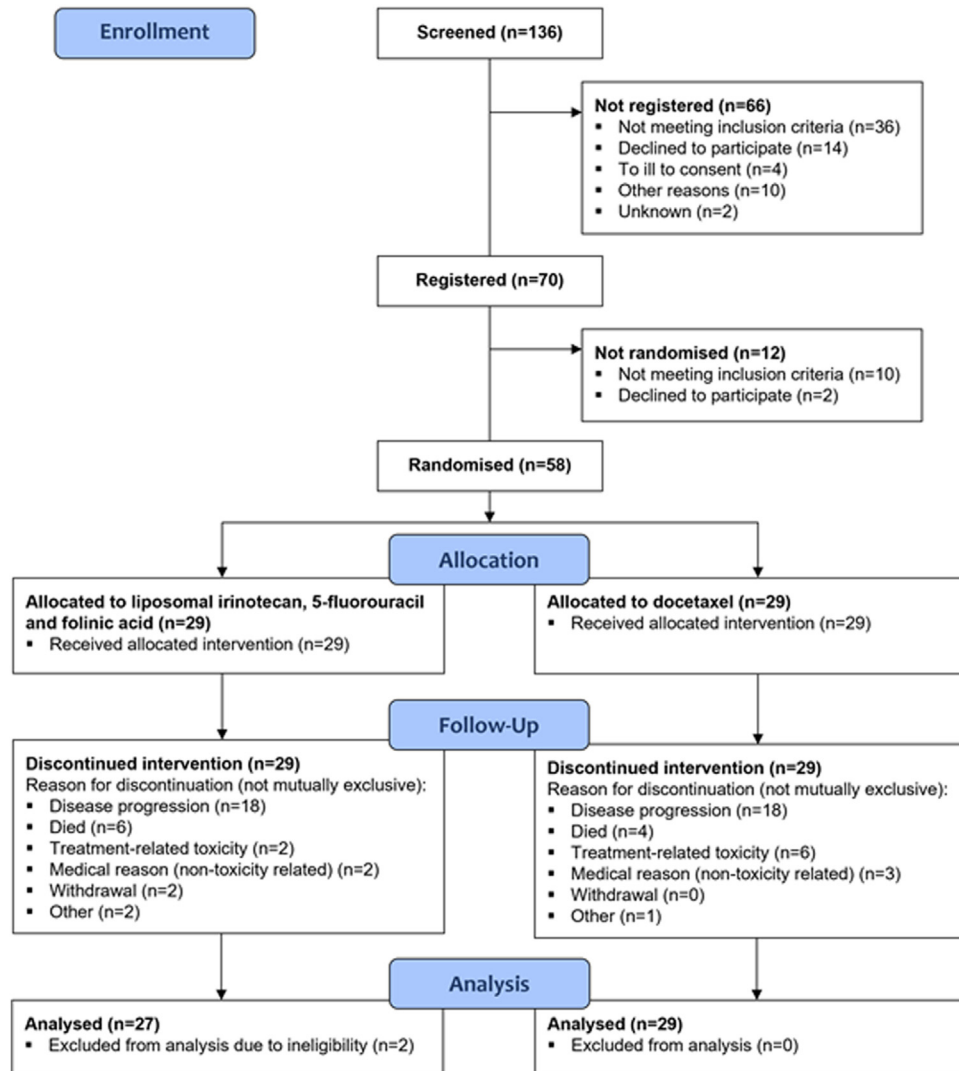 Enrollment
Screened (n=136)
Not registered (n=66)
▪ Not meeting inclusion criteria (n=36)
▪ Declined to participate (n=14)
▪ To ill to consent (n=4)
▪ Other reasons (n=10)
▪ Unknown (n=2)
Registered (n=70)
Not randomised (n=12)
▪ Not meeting inclusion criteria (n=10)
▪ Declined to participate (n=2)
Randomised (n=58)
Allocation
Allocated to liposomal irinotecan, 5-fluorouracil
and folinic acid (n=29)
▪ Received allocated intervention (n=29)
Allocated to docetaxel (n=29)
▪ Received allocated intervention (n=29)
Follow-Up
Discontinued intervention (n=29)
Reason for discontinuation (not mutually exclusive):
▪ Disease progression (n=18)
▪ Died (n=6)
▪ Treatment-related toxicity (n=2)
▪ Medical reason (non-toxicity related) (n=2)
▪ Withdrawal (n=2)
▪ Other (n=2)
Discontinued intervention (n=29)
Reason for discontinuation (not mutually exclusive):
▪ Disease progression (n=18)
▪ Died (n=4)
▪ Treatment-related toxicity (n=6)
▪ Medical reason (non-toxicity related) (n=3)
▪ Withdrawal (n=0)
▪ Other (n=1)
Analysis
Analysed (n=27)
▪ Excluded from analysis due to ineligibility (n=2)
Analysed (n=29)
▪ Excluded from analysis (n=0)